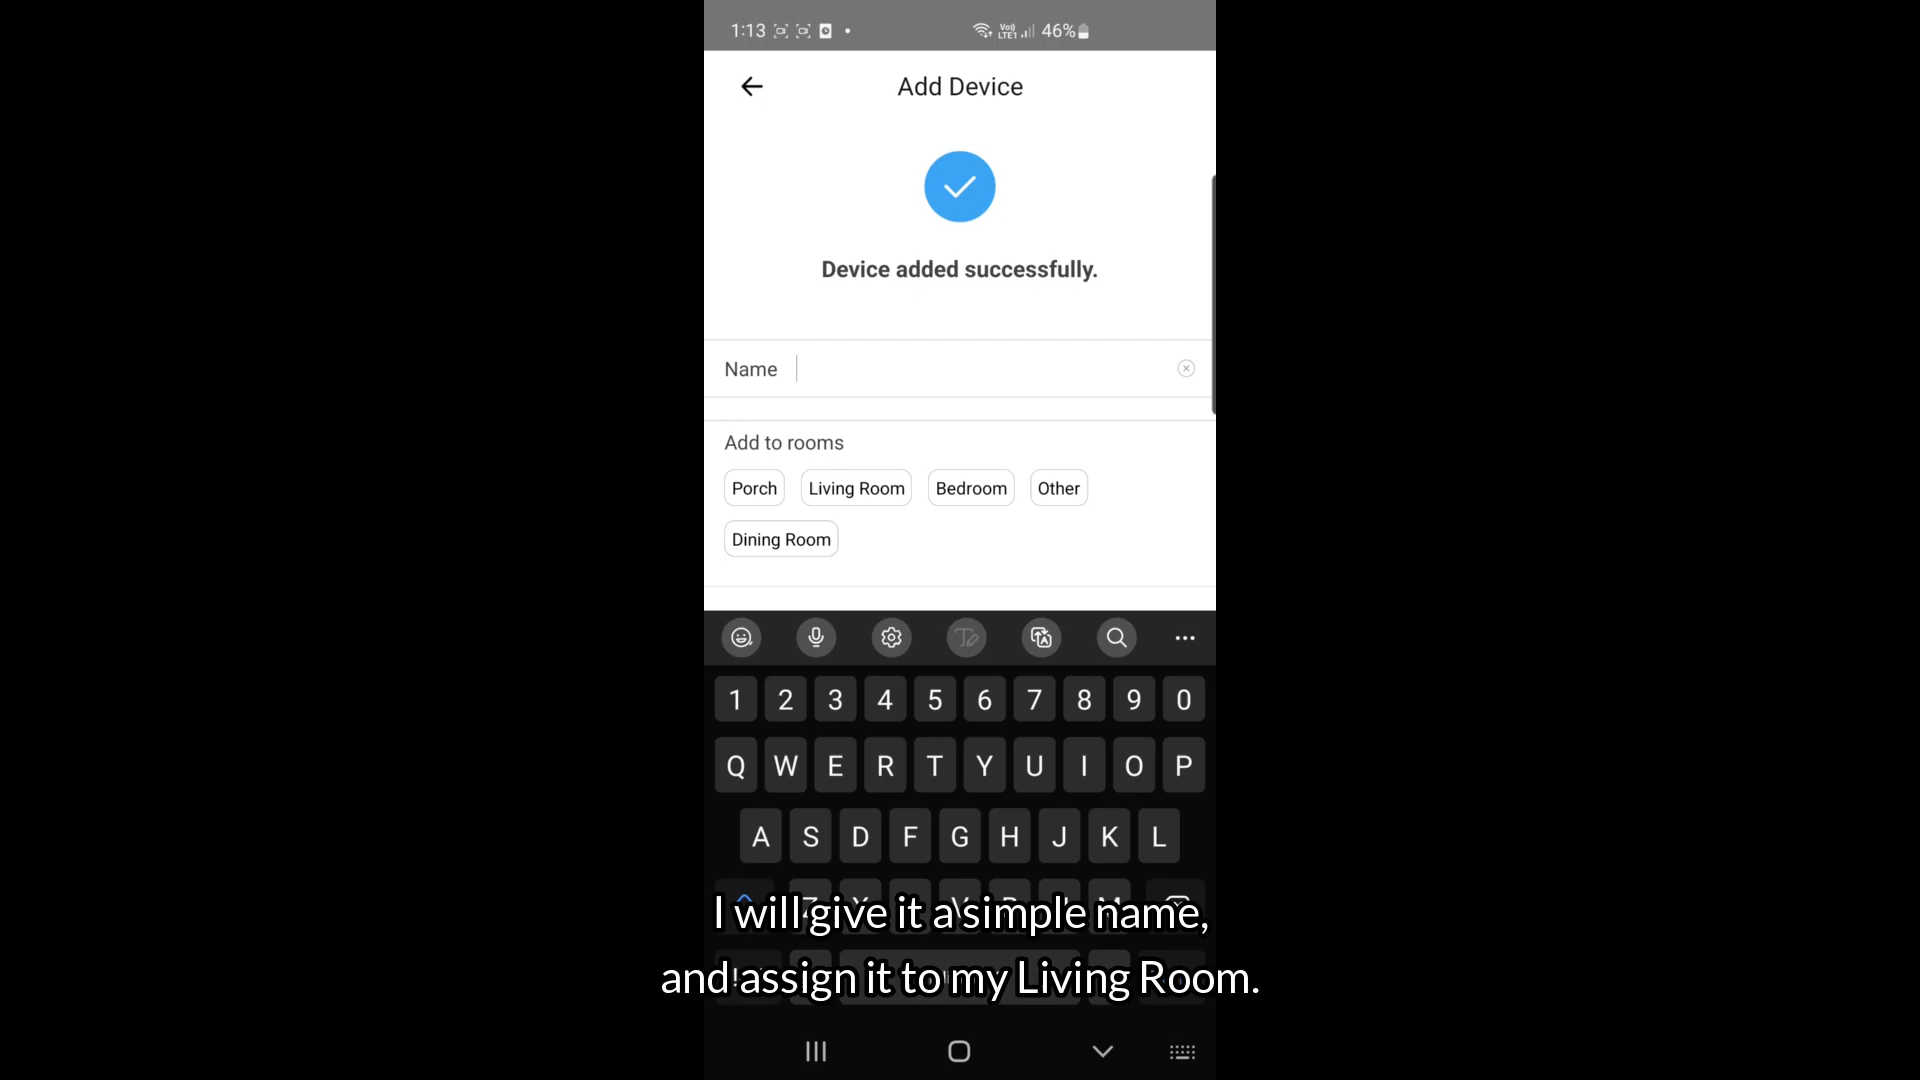 1:13 Vo)) LTE1 46%
Add Device
Device added successfully.
Name
Add to rooms
Porch Living Room Bedroom Other
Dining Room
1 2 3 4 5 6 7 8 9 0
Q W E R T Y U I O P
A S D F G H J K L
I will give it a simple name,
and assign it to my Living Room.